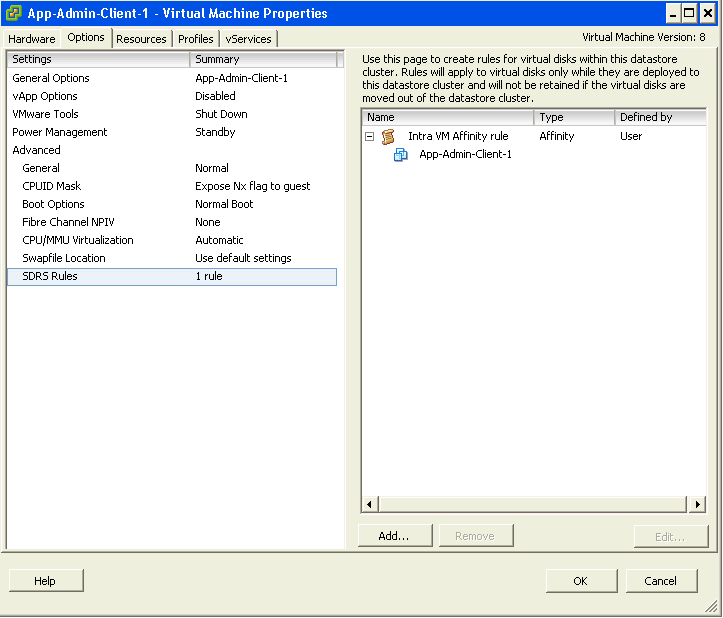 App-Admin-Client-1 - Virtual Machine Properties
Hardware Options Resources Profiles vServices Virtual Machine Version: 8
Settings Summary
General Options App-Admin-Client-1
vApp Options Disabled
VMware Tools Shut Down
Power Management Standby
Advanced
General Normal
CPUID Mask Expose Nx flag to guest
Boot Options Normal Boot
Fibre Channel NPIV None
CPU/MMU Virtualization Automatic
Swapfile Location Use default settings
SDRS Rules 1 rule
Use this page to create rules for virtual disks within this datastore
cluster. Rules will apply to virtual disks only while they are deployed to
this datastore cluster and will not be retained if the virtual disks are
moved out of the datastore cluster.
Name Type Defined by
Intra VM Affinity rule Affinity User
App-Admin-Client-1
Add... Remove Edit...
Help OK Cancel